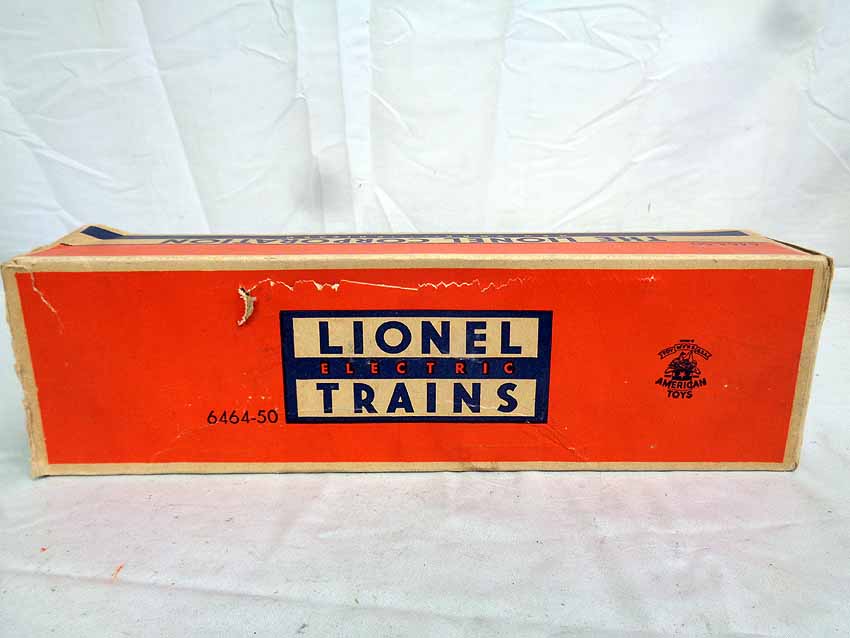 THE LIONEL CORPORATION
LIONEL
ELECTRIC
TRAINS
6464-50
AMERICAN
TOYS